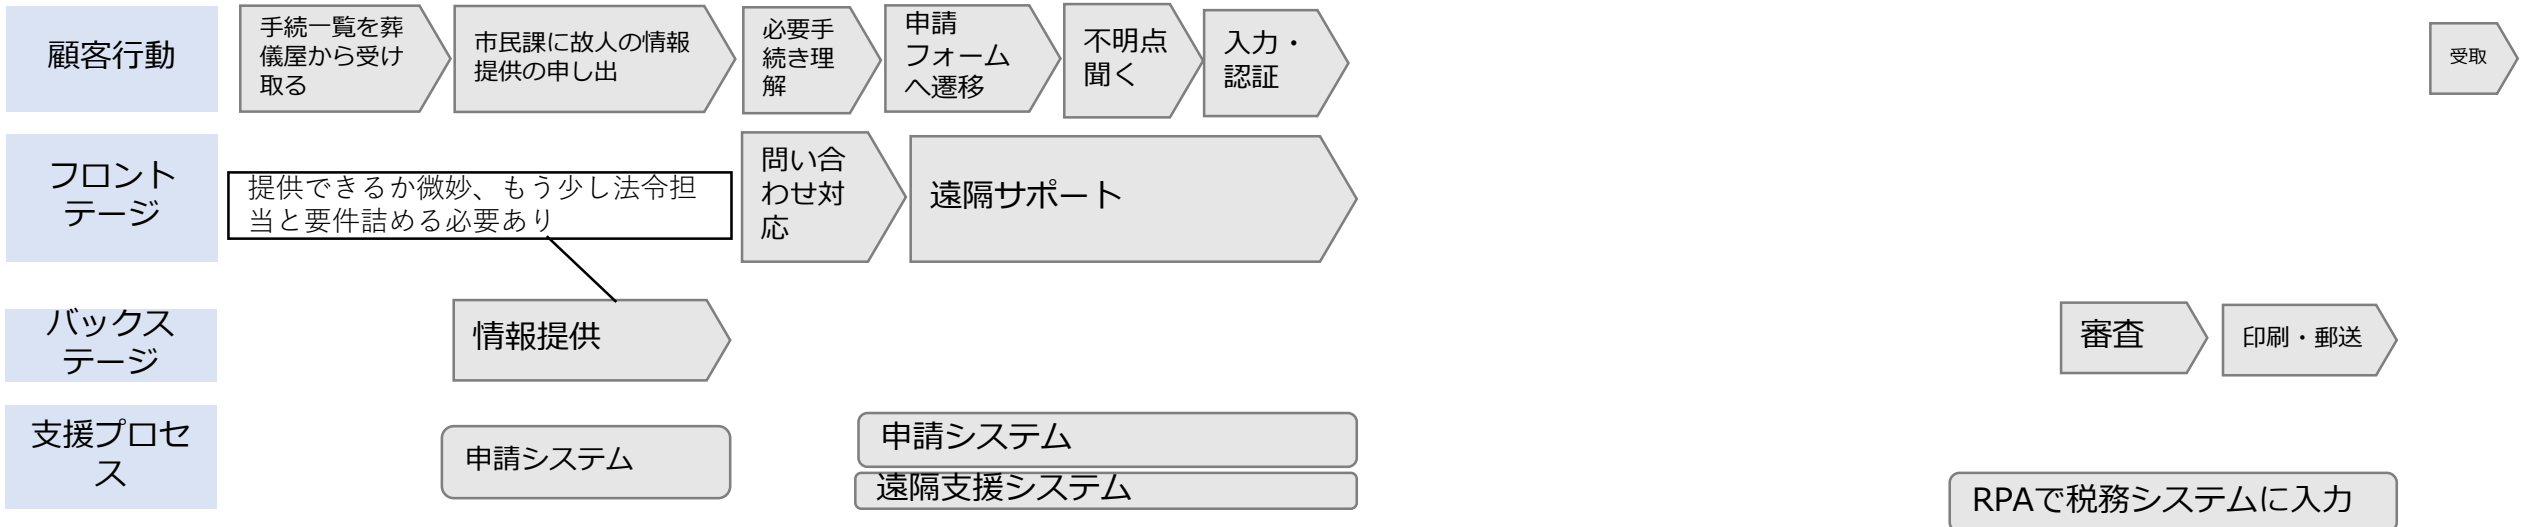 顧客行動
手続一覧を葬
儀屋から受け
取る
市民課に故人の情報
提供の申し出
必要手
続き理
解
申請
フォーム
へ遷移
不明点
聞く
入力・
認証
受取
フロント
テージ
提供できるか微妙、もう少し法令担
当と要件詰める必要あり
問い合
わせ対
応
遠隔サポート
バックス
テージ
情報提供
審査
印刷・郵送
支援プロセ
ス
申請システム
申請システム
遠隔支援システム
RPAで税務システムに入力